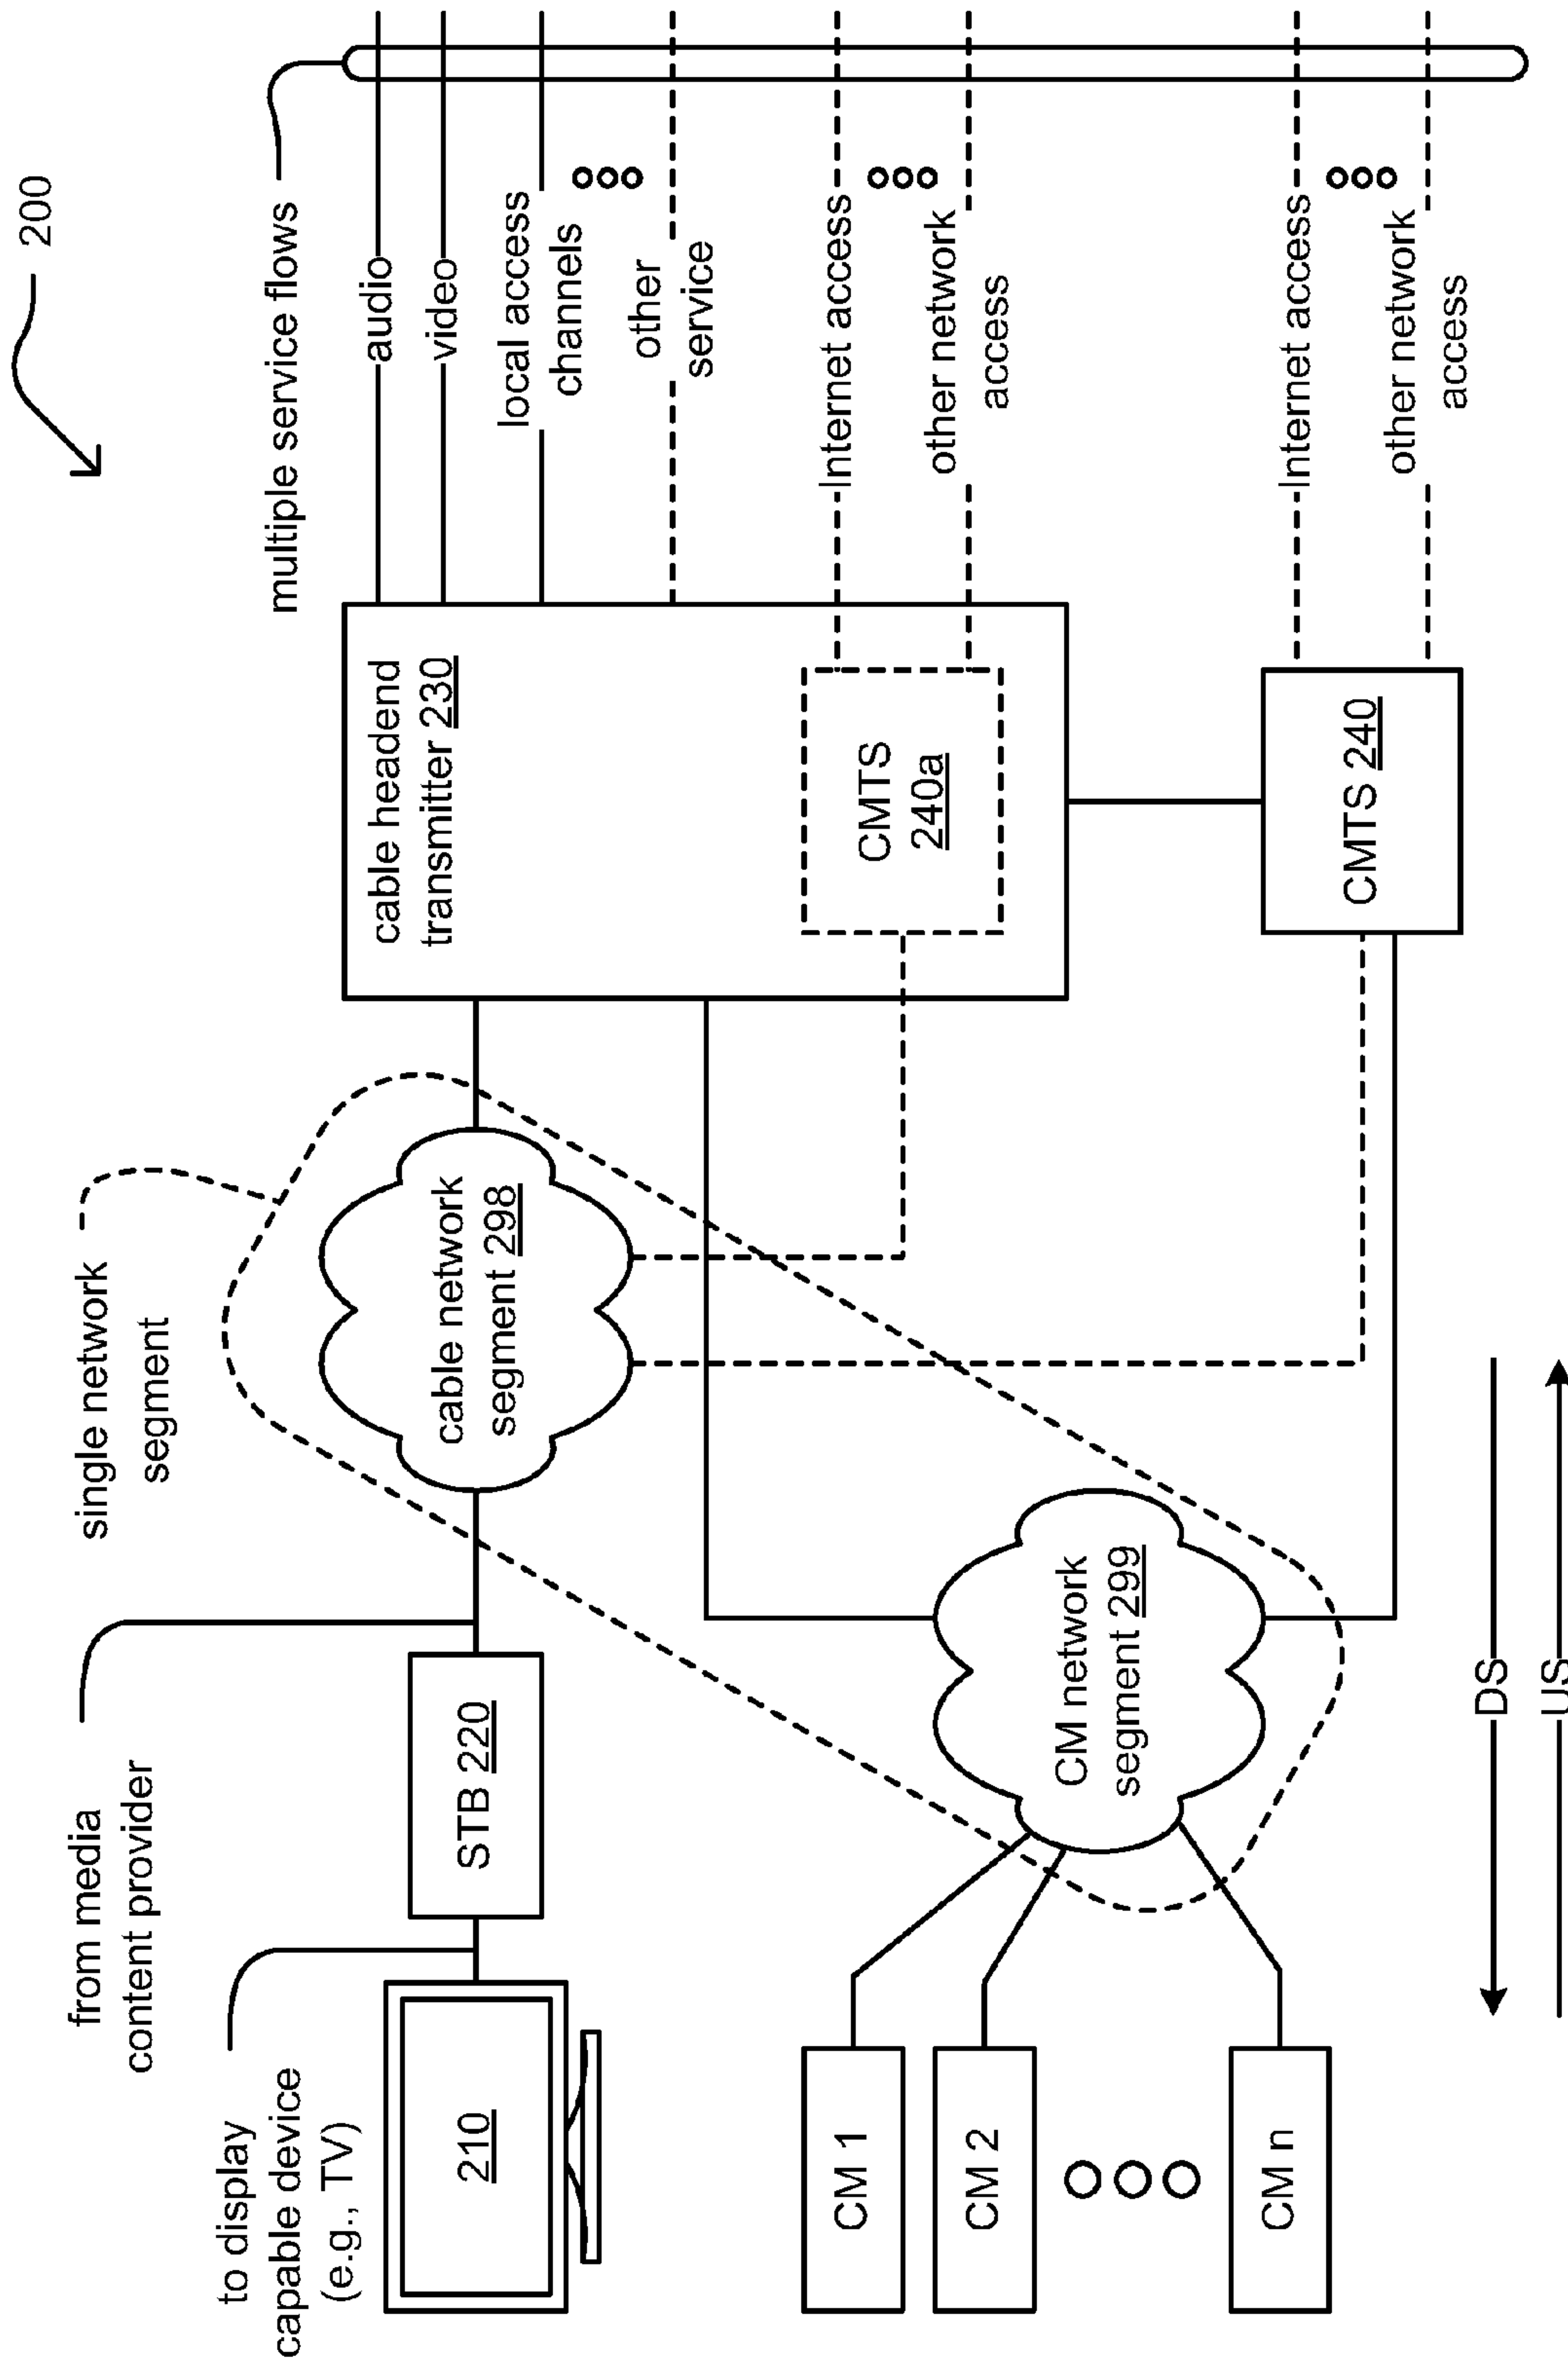 200
multiple service flows
audio
video
local access
channels
other
service
Internet access
other network
access
Internet access
other network
access
cable headend
transmitter 230
CMTS
240a
CMTS 240
single network
segment
cable network
segment 298
CM network
segment 299
from media
content provider
STB 220
to display
capable device
(e.g., TV)
210
CM 1
CM 2
CM n
DS
US